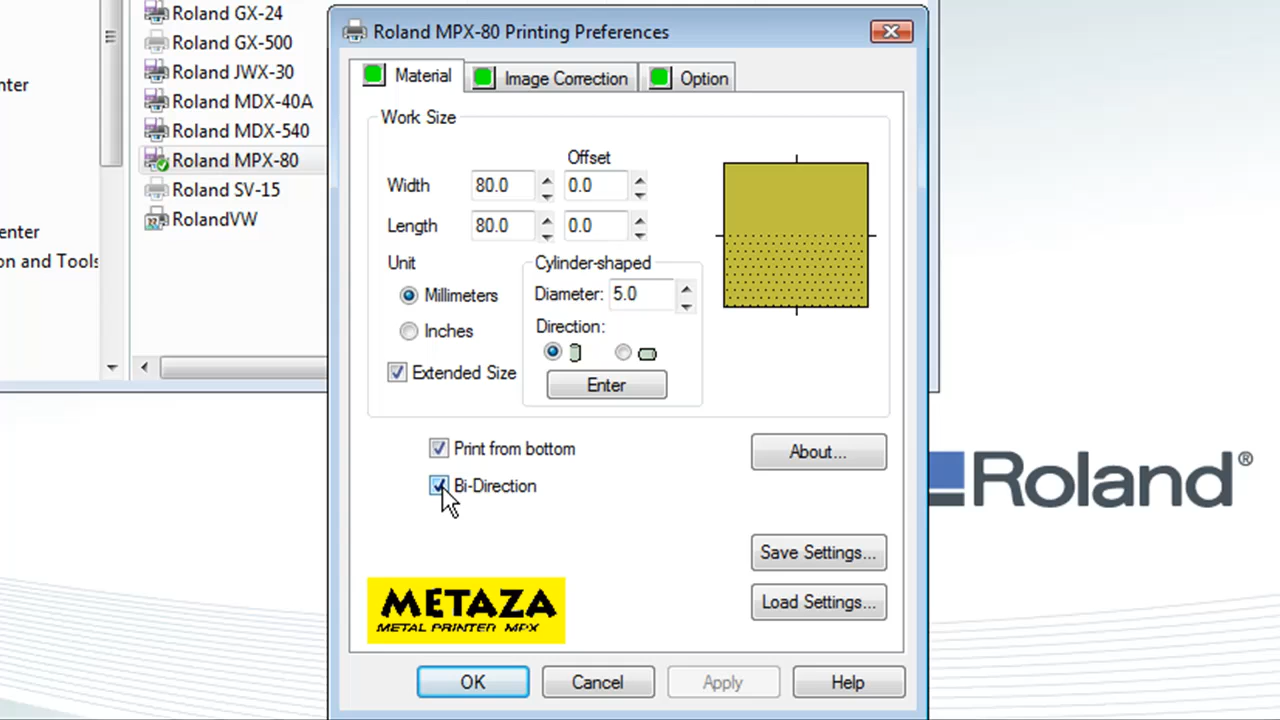 Roland GX-24
Roland GX-500
Roland JWX-30
Roland MDX-40A
Roland MDX-540
Roland MPX-80
Roland SV-15
RolandVW
nter
enter
on and Tools
Roland MPX-80 Printing Preferences
Material
Image Correction
Option
Work Size
Offset
Width 80.0 0.0
Length 80.0 0.0
Unit
Millimeters
Inches
Extended Size
Cylinder-shaped
Diameter: 5.0
Direction:
Enter
Print from bottom
Bi-Direction
About...
Save Settings...
Load Settings...
METAZA
METAL PRINTER MPX
OK
Cancel
Apply
Help
Roland®